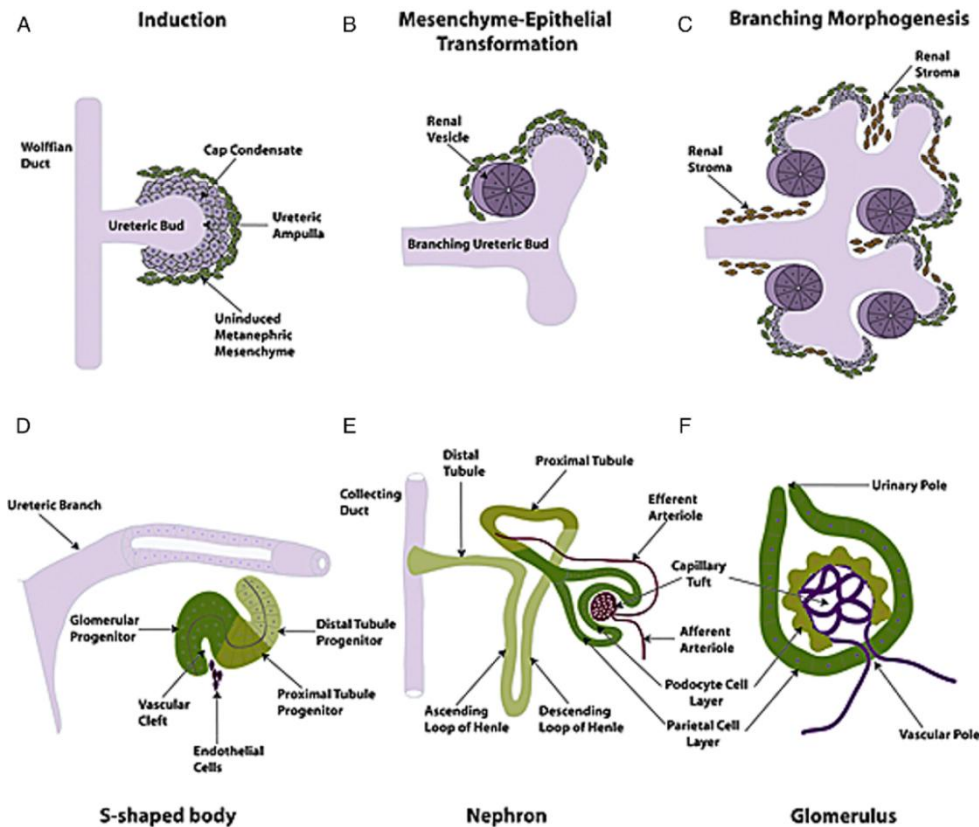 A
Induction
Wolffian
Duct
Cap Condensate
Ureteric Bud
Ureteric
Ampulla
Uninduced
Metanephric
Mesenchyme
B
Mesenchyme-Epithelial
Transformation
Renal
Vesicle
Branching Ureteric Bud
C
Branching Morphogenesis
Renal
Stroma
Renal
Stroma
D
Ureteric Branch
Glomerular
Progenitor
Distal Tubule
Progenitor
Vascular
Cleft
Proximal Tubule
Progenitor
Endothelial
Cells
S-shaped body
E
Distal
Tubule
Proximal Tubule
Collecting
Duct
Efferent
Arteriole
Capillary
Tuft
Afferent
Arteriole
Podocyte Cell
Layer
Ascending
Loop of Henle
Descending
Loop of Henle
Parietal Cell
Layer
Nephron
F
Urinary Pole
Vascular Pole
Glomerulus